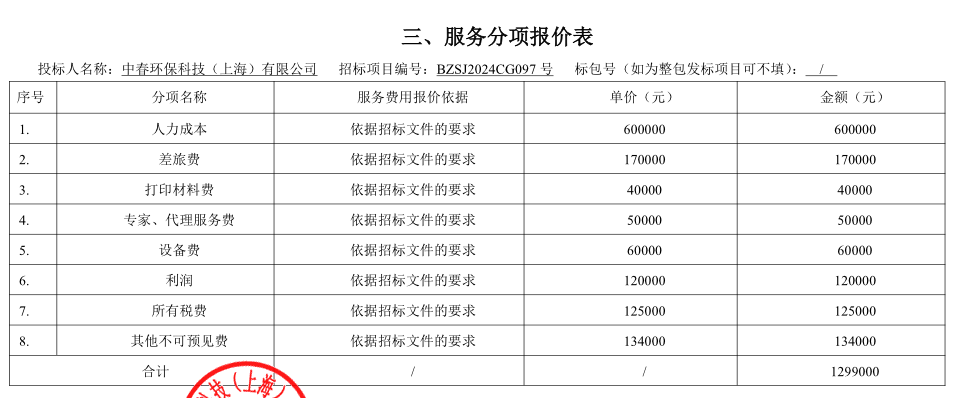 三、服务分项报价表
投标人名称：中春环保科技（上海）有限公司 招标项目编号：BZSJ2024CG097 号 标包号（如为整包发标项目可不填）： /
序号 分项名称 服务费用报价依据 单价（元） 金额（元）
1. 人力成本 依据招标文件的要求 600000 600000
2. 差旅费 依据招标文件的要求 170000 170000
3. 打印材料费 依据招标文件的要求 40000 40000
4. 专家、代理服务费 依据招标文件的要求 50000 50000
5. 设备费 依据招标文件的要求 60000 60000
6. 利润 依据招标文件的要求 120000 120000
7. 所有税费 依据招标文件的要求 125000 125000
8. 其他不可预见费 依据招标文件的要求 134000 134000
合计 / / 1299000
技（上海）